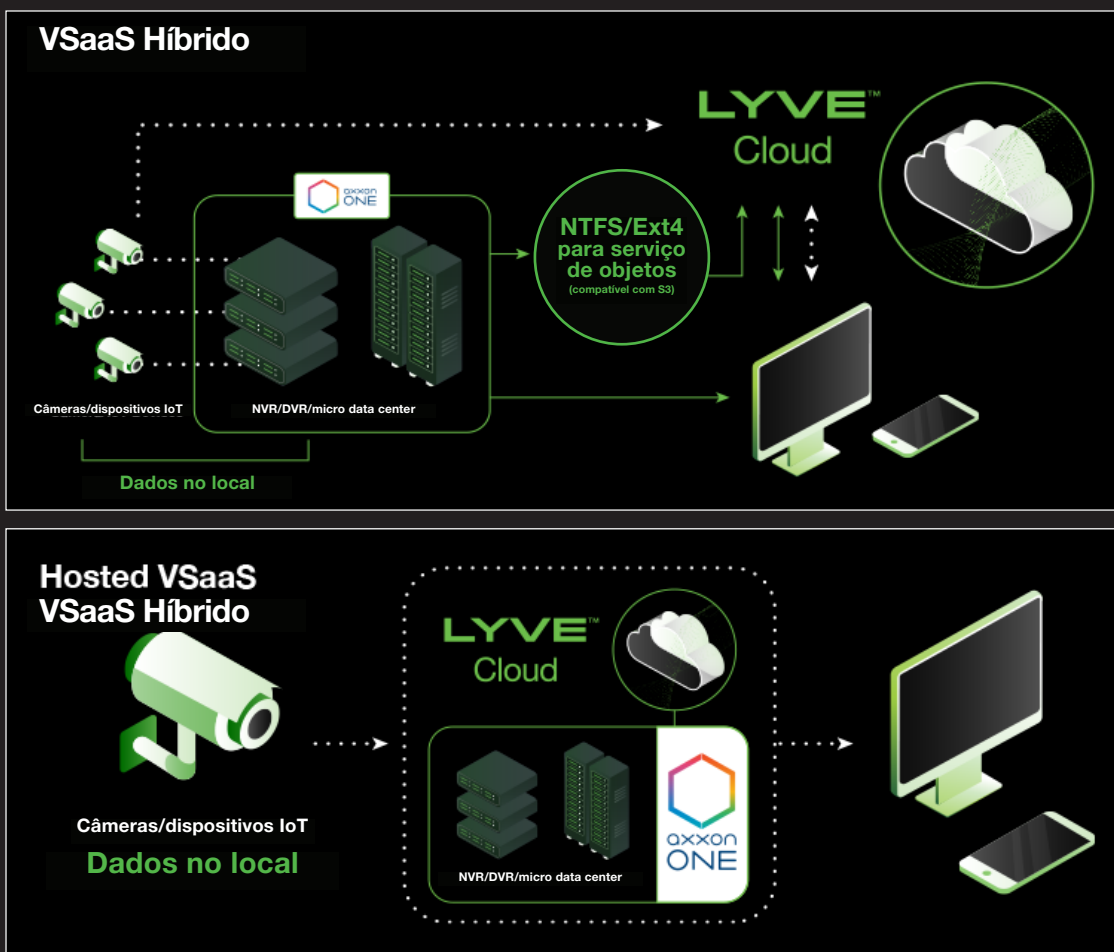 VSaaS Híbrido
LYVE™
Cloud
axxon
ONE
NTFS/Ext4
para serviço
de objetos
(compatível com S3)
Câmeras/dispositivos IoT
NVR/DVR/micro data center
Dados no local
Hosted VSaaS
VSaaS Híbrido
LYVE™
Cloud
axxon
ONE
NVR/DVR/micro data center
Câmeras/dispositivos IoT
Dados no local